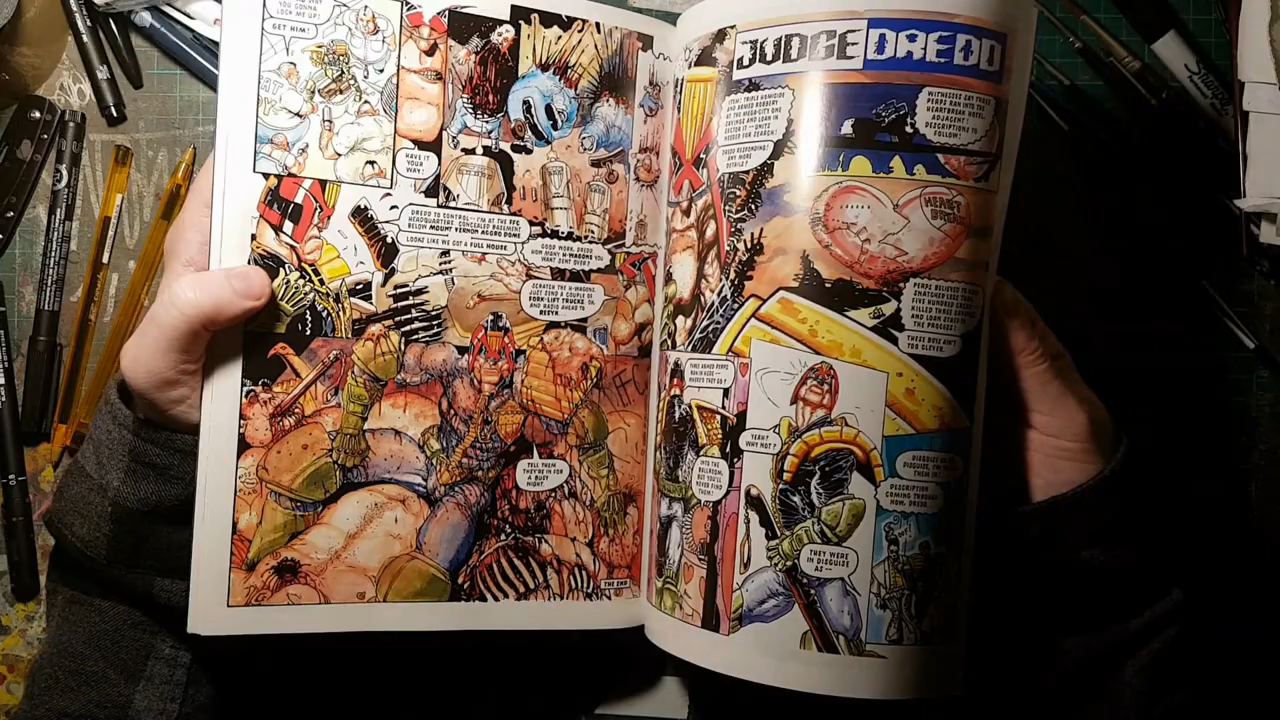 YOU GONNA
LOCK ME UP!
GET HIM!
HAVE IT
YOUR
WAY!
DREDD TO CONTROL-- I'M AT THE FFC
HEADQUARTERS, CONCEALED BASEMENT
BELOW MOUNT VERNON AGGRO DOME.
LOOKS LIKE WE GOT A FULL HOUSE.
GOOD WORK, DREDD.
HOW MANY H-WAGONS YOU
WANT SENT OVER?
SCRATCH THE H-WAGONS.
JUST SEND A COUPLE OF
FORK-LIFT TRUCKS. OH,
AND RADIO AHEAD TO
RESYK...
TELL THEM
THEY'RE IN FOR
A BUSY
NIGHT.
THE END
JUDGE DREDD
ITEM: TRIPLE HOMICIDE
AND ARMED ROBBERY
AT THE MEGA-CITY ONE
SAVINGS AND LOAN IN
SECTOR 17-- UNITS
NEEDED FOR SEARCH!
DREDD RESPONDING!
ANY MORE
DETAILS?
WITNESSES SAY THREE
PERPS RAN INTO THE
HEARTBREAK HOTEL,
ADJACENT.
DESCRIPTIONS TO
FOLLOW!
HEART
BREAK
PERPS BELIEVED TO HAVE
SNATCHED LESS THAN
FIVE HUNDRED CREDS--
KILLED THREE SAVINGS
AND LOAN STAFF IN
THE PROCESS!
THESE BOYS AIN'T
TOO CLEVER.
THREE ARMED PERPS
RAN IN HERE--
WHERE'D THEY GO?
INTO THE
BALLROOM,
BUT YOU'LL
NEVER FIND
THEM!
YEAH?
WHY NOT?
THEY WERE
IN DISGUISE
AS--
DISGUISE
DESCRIPTION
COMING THROUGH
NOW, DREDD.
SHARPIE
0.8